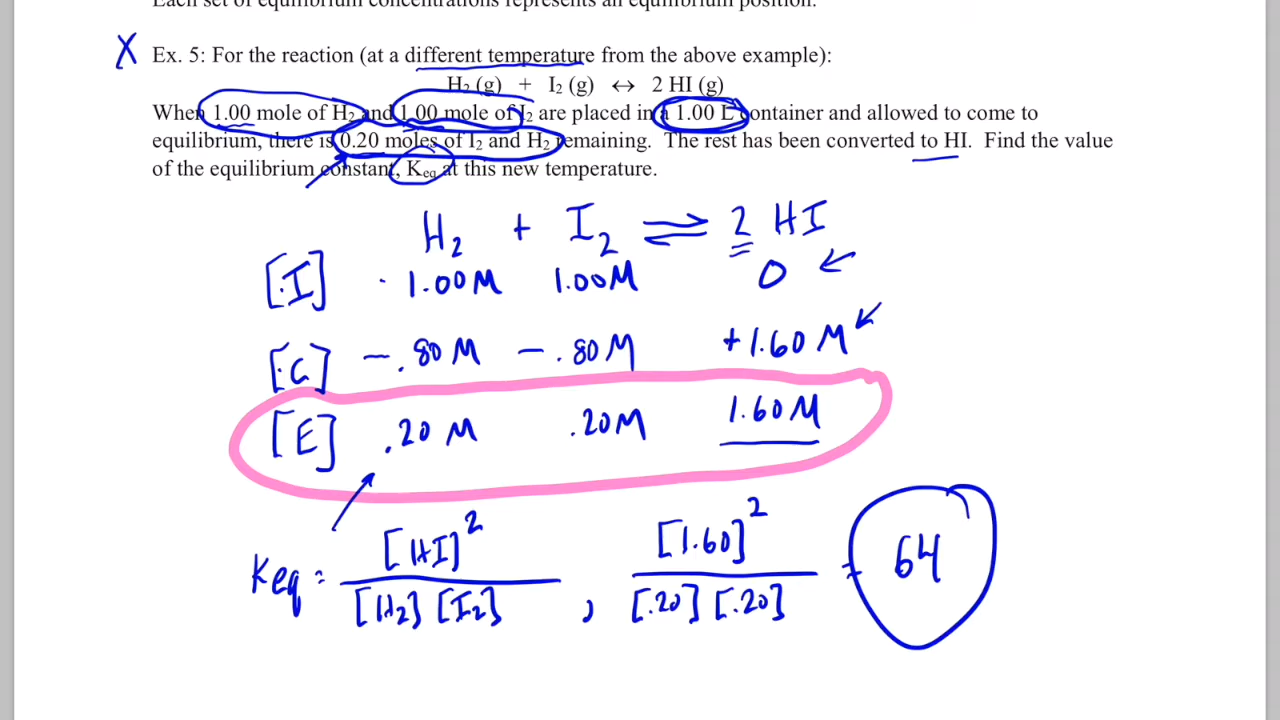 Each set of equilibrium concentrations represents an equilibrium position.
X Ex. 5: For the reaction (at a different temperature from the above example):
H₂ (g) + I₂ (g) ↔ 2 HI (g)
When 1.00 mole of H₂ and 1.00 mole of I₂ are placed in a 1.00 L container and allowed to come to
equilibrium, there is 0.20 moles of I₂ and H₂ remaining. The rest has been converted to HI. Find the value
of the equilibrium constant, Keq at this new temperature.
H₂ + I₂ ⇌ 2 HI
[I] 1.00M 1.00M 0
[C] -.80M -.80M +1.60M
[E] .20M .20M 1.60M
Keq = [HI]² / [H₂][I₂] , [1.60]² / [.20][.20] = 64